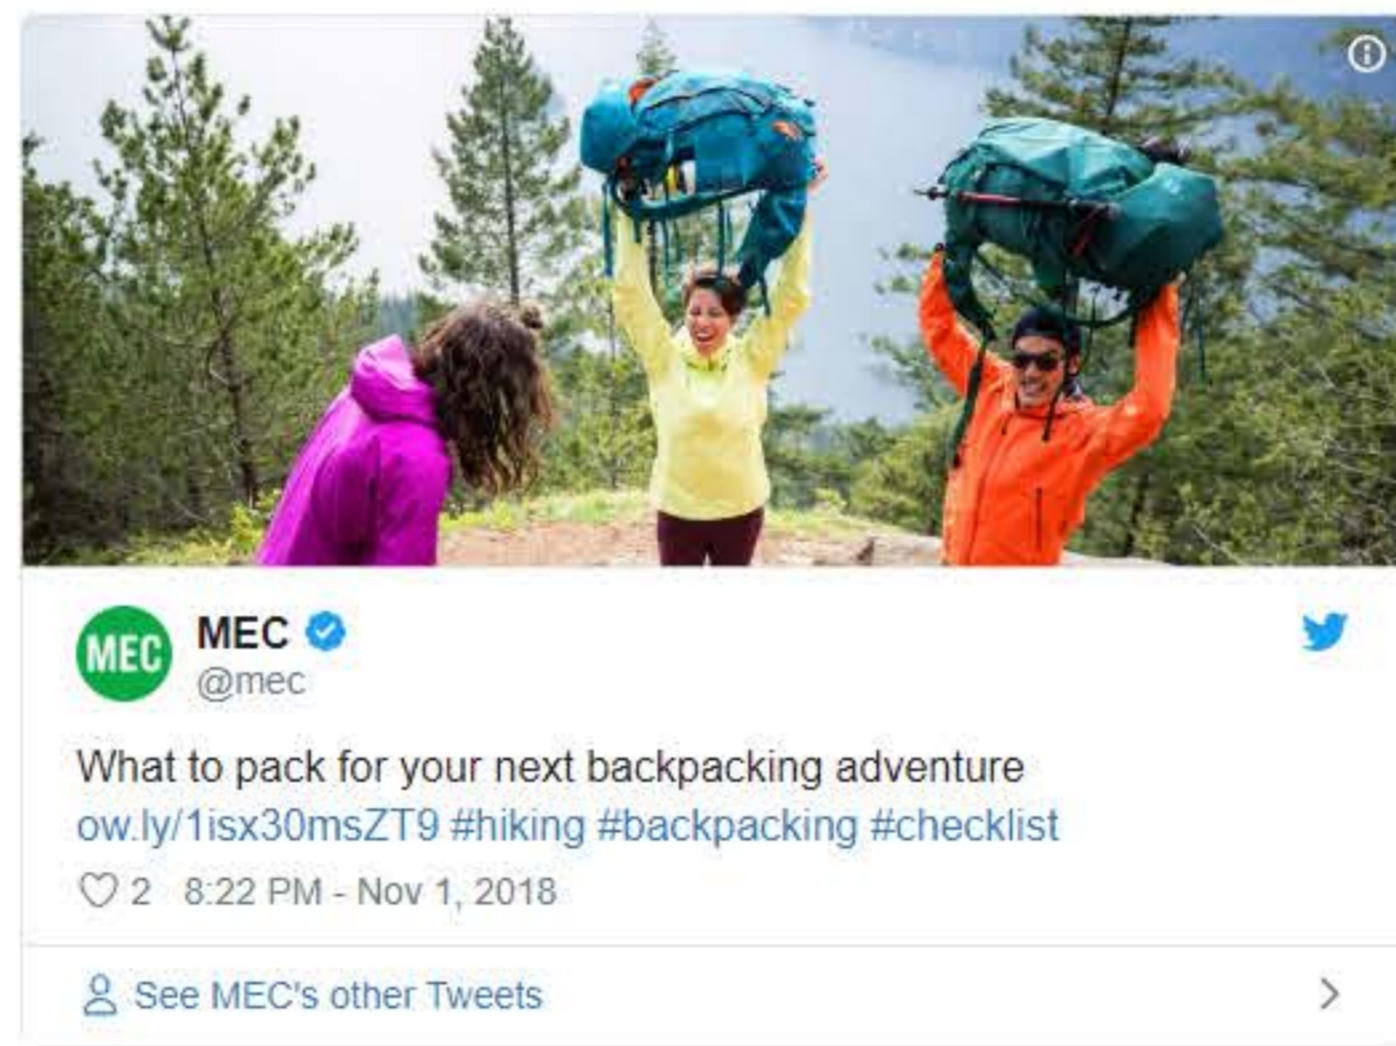 MEC
MEC
@mec
What to pack for your next backpacking adventure
ow.ly/1isx30msZT9 #hiking #backpacking #checklist
2 8:22 PM - Nov 1, 2018
See MEC's other Tweets